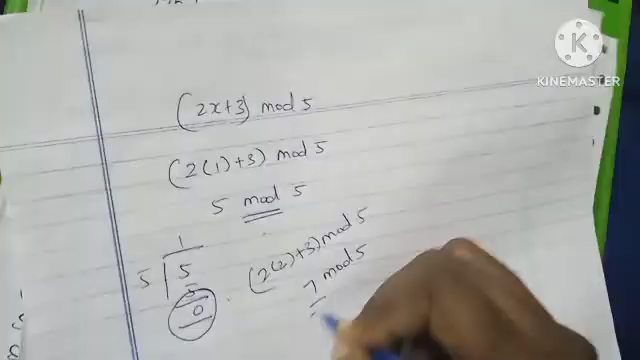 K
KINEMASTER
(2x+3) mod 5
(2(1)+3) mod 5
5 mod 5
1
5 5
5
0
(2(2)+3) mod 5
7 mod 5